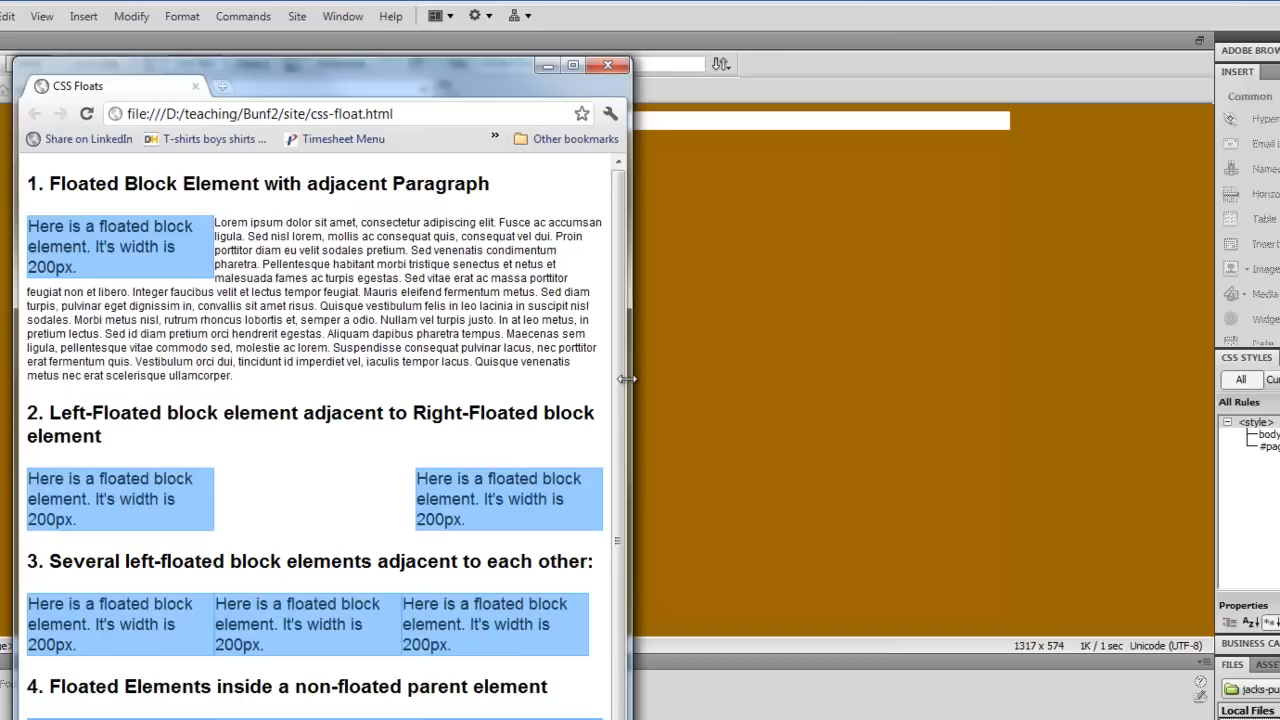 View Insert Modify Format Commands Site Window Help
ADOBE
CSS Floats
INSERT
file:///D:/teaching/Bunf2/site/css-float.html
Common
Share on LinkedIn T-shirts boys shirts ... Timesheet Menu » Other bookmarks
1. Floated Block Element with adjacent Paragraph
Here is a floated block
element. It's width is
200px.
Lorem ipsum dolor sit amet, consectetur adipiscing elit. Fusce ac accumsan
ligula. Sed nisl lorem, mollis ac consequat quis, consequat vel dui. Proin
porttitor diam eu velit sodales pretium. Sed venenatis condimentum
pharetra. Pellentesque habitant morbi tristique senectus et netus et
malesuada fames ac turpis egestas. Sed vitae erat ac massa porttitor
feugiat non et libero. Integer faucibus velit et lectus tempor feugiat. Mauris eleifend fermentum metus. Sed diam
turpis, pulvinar eget dignissim in, convallis sit amet risus. Quisque vestibulum felis in leo lacinia in suscipit nisl
sodales. Morbi metus nisl, rutrum rhoncus lobortis et, semper a odio. Nullam vel turpis justo. In at leo metus, in
pretium lectus. Sed id diam pretium orci hendrerit egestas. Aliquam dapibus pharetra tempus. Maecenas sem
ligula, pellentesque vitae commodo sed, molestie ac lorem. Suspendisse consequat pulvinar lacus, nec porttitor
erat fermentum quis. Vestibulum orci dui, tincidunt id imperdiet vel, iaculis tempor lacus. Quisque venenatis
metus nec erat scelerisque ullamcorper.
2. Left-Floated block element adjacent to Right-Floated block
element
Here is a floated block
element. It's width is
200px.
Here is a floated block
element. It's width is
200px.
3. Several left-floated block elements adjacent to each other:
Here is a floated block
element. It's width is
200px.
Here is a floated block
element. It's width is
200px.
Here is a floated block
element. It's width is
200px.
4. Floated Elements inside a non-floated parent element
Table
Media
CSS STYLES
All
All Rules
<style>
body
Properties
1317 x 574 1K / 1 sec Unicode (UTF-8)
BUSINESS
FILES
Local Files